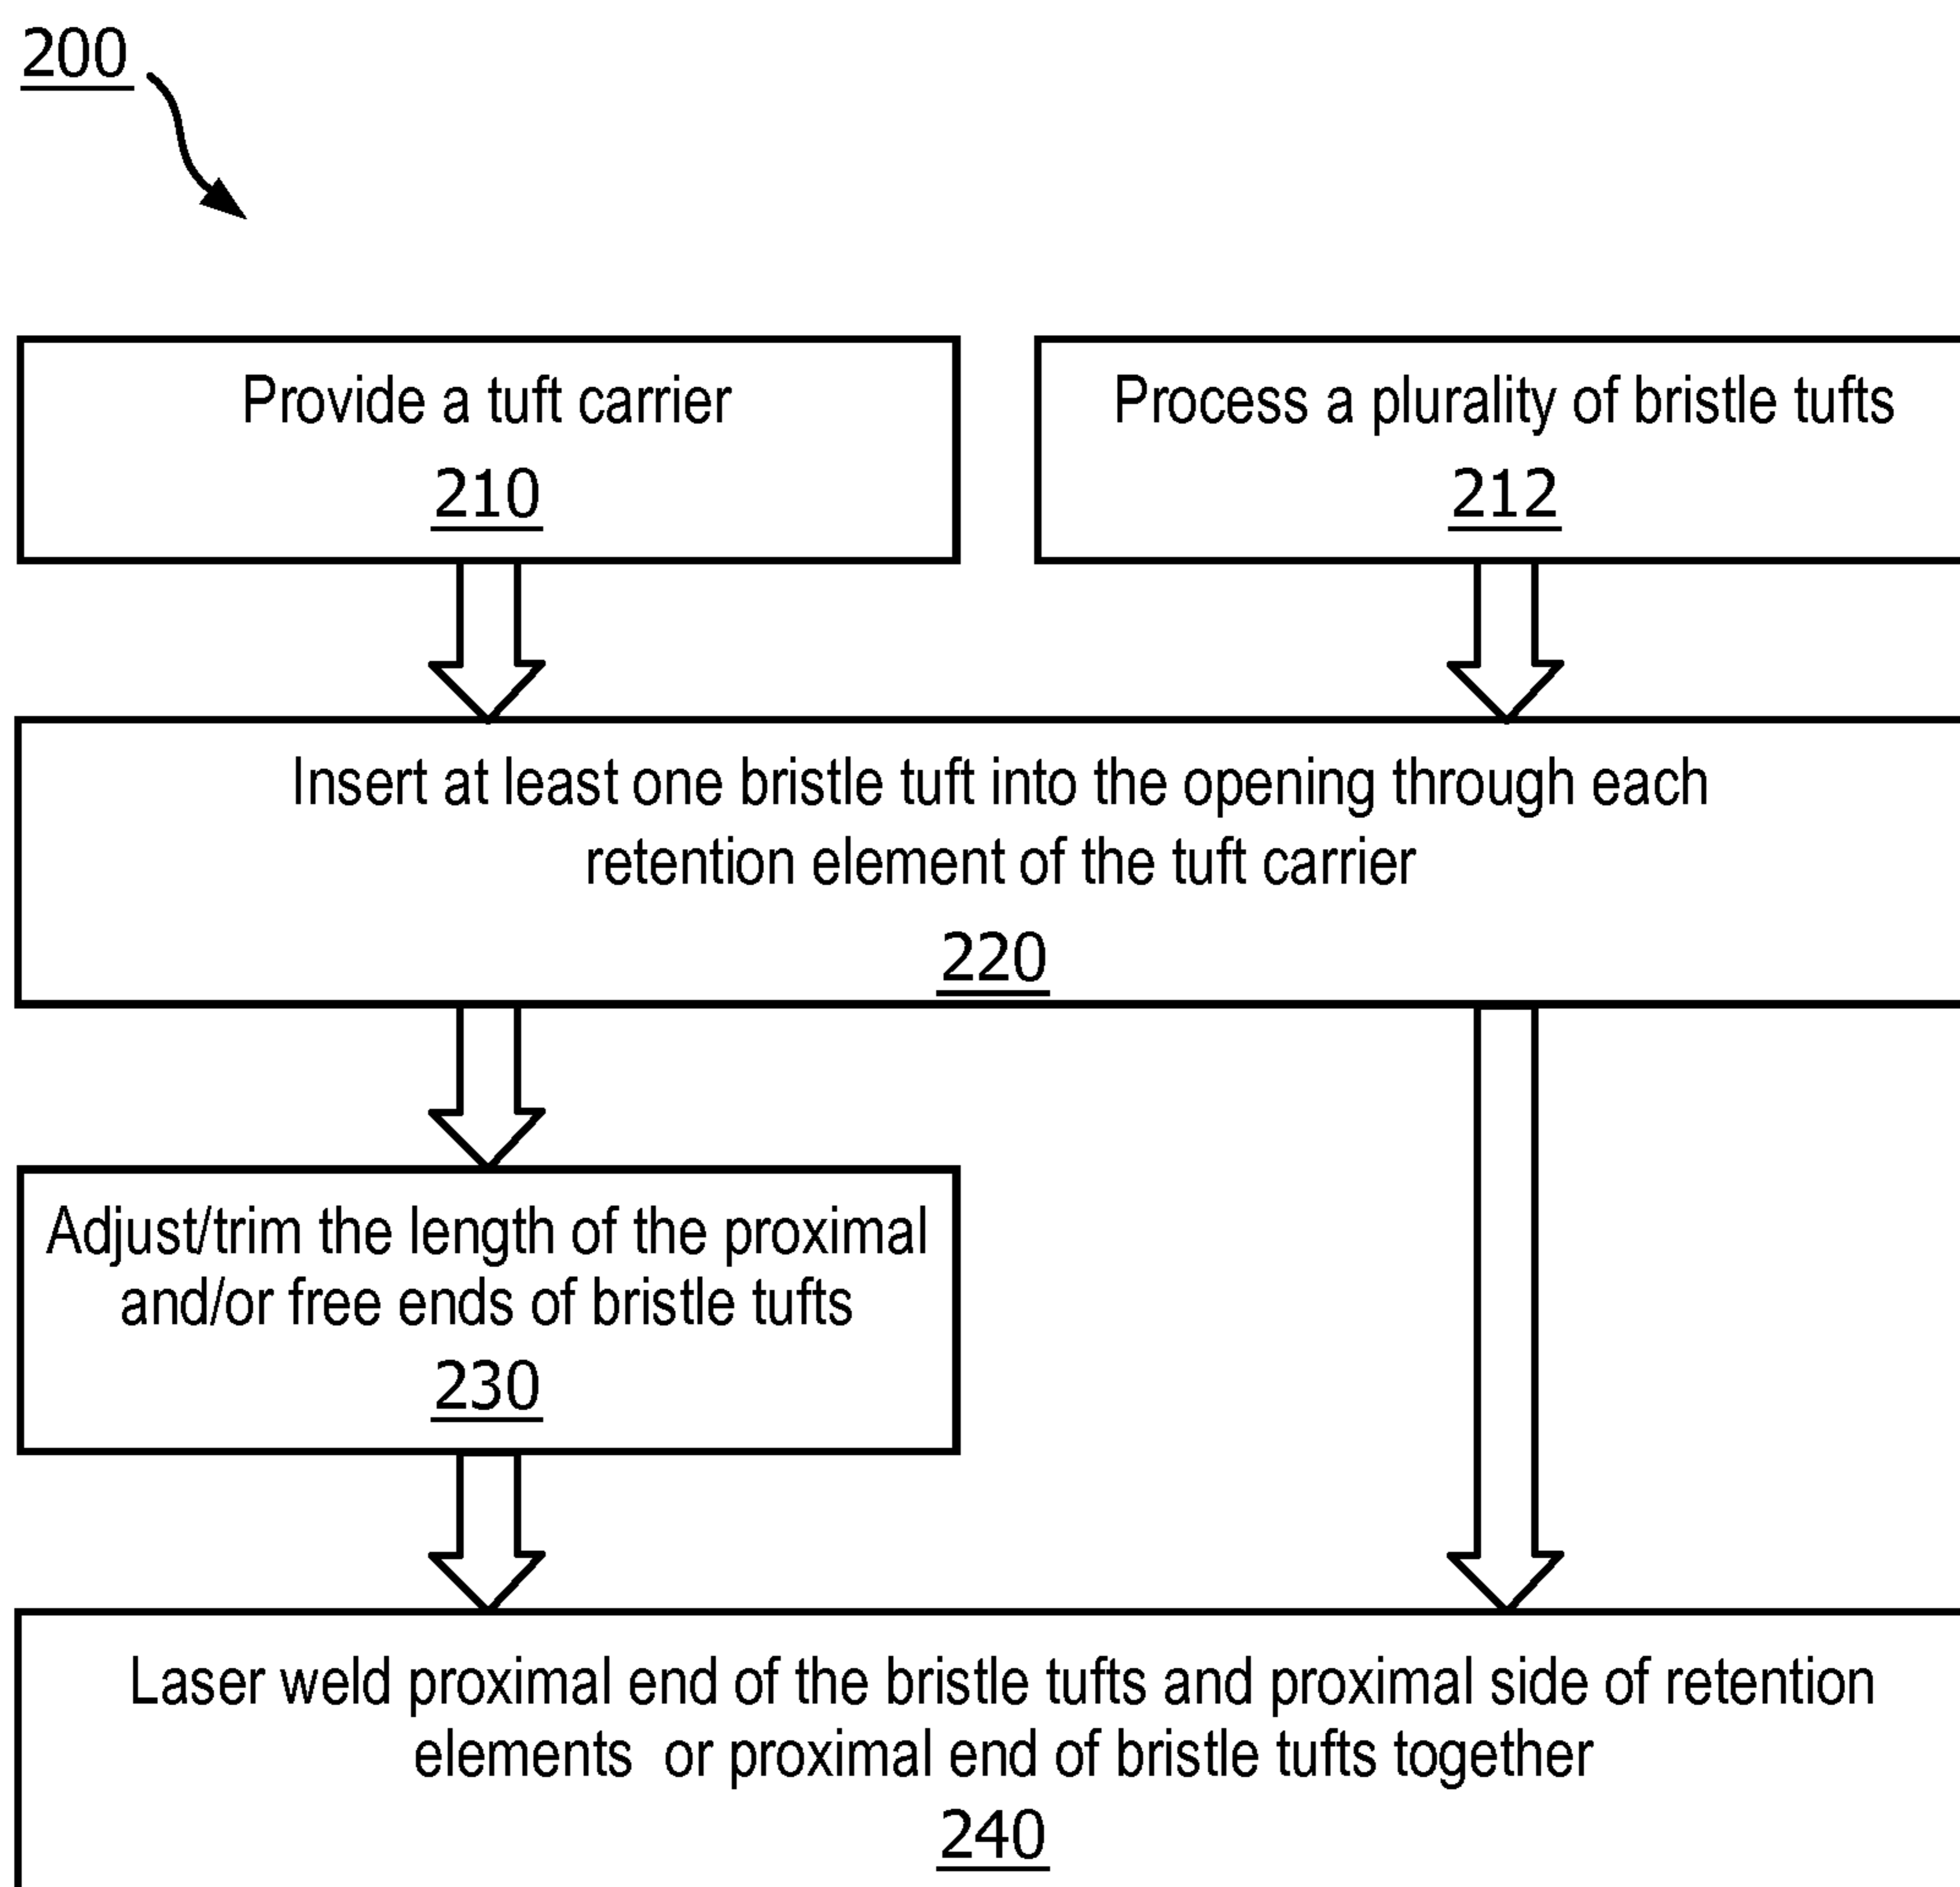 200
Provide a tuft carrier
210
Process a plurality of bristle tufts
212
Insert at least one bristle tuft into the opening through each
retention element of the tuft carrier
220
Adjust/trim the length of the proximal
and/or free ends of bristle tufts
230
Laser weld proximal end of the bristle tufts and proximal side of retention
elements or proximal end of bristle tufts together
240